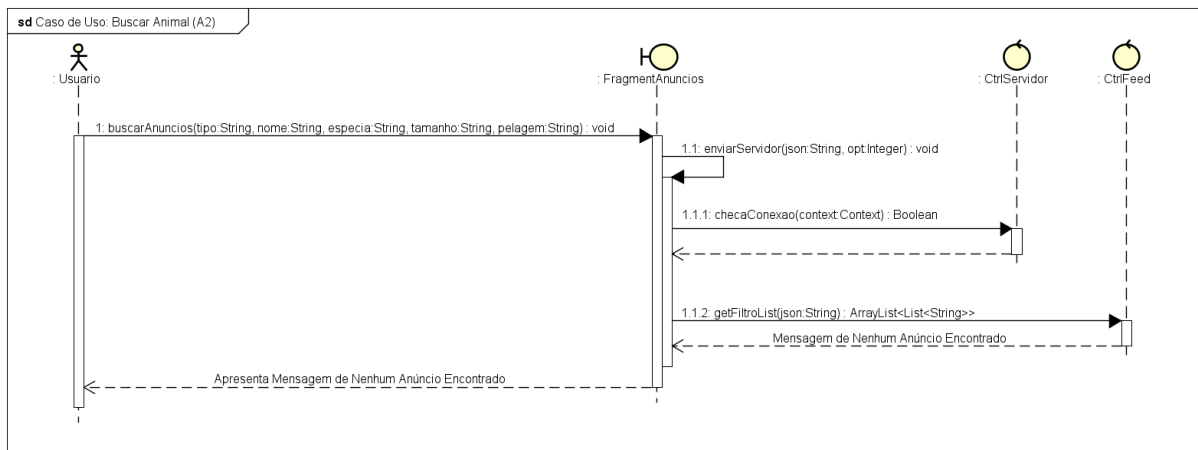 sd Caso de Uso: Buscar Animal (A2)
: Usuario
: FragmentAnuncios
: CtrlServidor
: CtrlFeed
1: buscarAnuncios(tipo:String, nome:String, especia:String, tamanho:String, pelagem:String) : void
1.1: enviarServidor(json:String, opt:Integer) : void
1.1.1: checaConexao(context:Context) : Boolean
1.1.2: getFiltroList(json:String) : ArrayList<List<String>>
Mensagem de Nenhum Anúncio Encontrado
Apresenta Mensagem de Nenhum Anúncio Encontrado